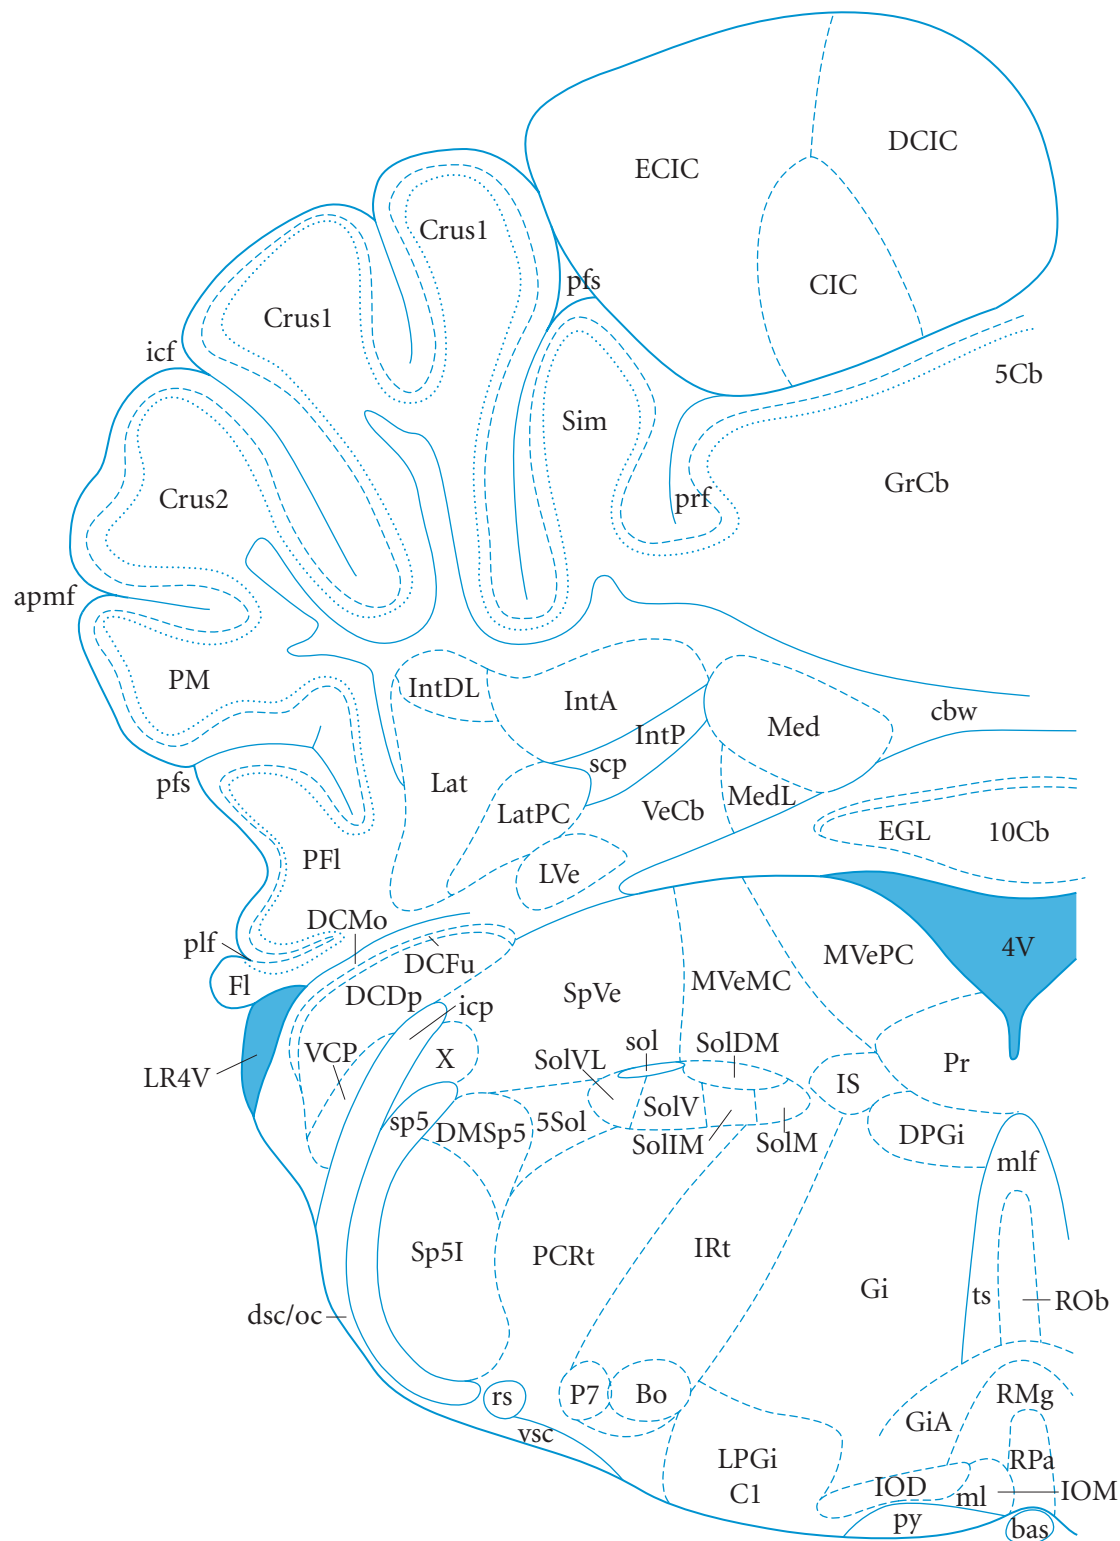 DCIC
ECIC
Crus1
pfs
CIC
Crus1
icf
5Cb
Sim
GrCb
Crus2
prf
apmf
PM
IntDL
IntA
cbw
Med
IntP
scp
pfs
Lat
MedL
LatPC
VeCb
EGL
10Cb
PFl
LVe
DCMo
plf
4V
DCFu
MVePC
Fl
MVeMC
SpVe
DCDp
icp
sol
SolDM
VCP
X
SolVL
Pr
LR4V
IS
SolV
sp5
5Sol
DMSp5
SolIM
SolM
DPGi
mlf
IRt
Sp5I
PCRt
Gi
ts
ROb
dsc/oc
P7
Bo
rs
RMg
GiA
vsc
LPGi
RPa
IOD
C1
ml
IOM
py
bas